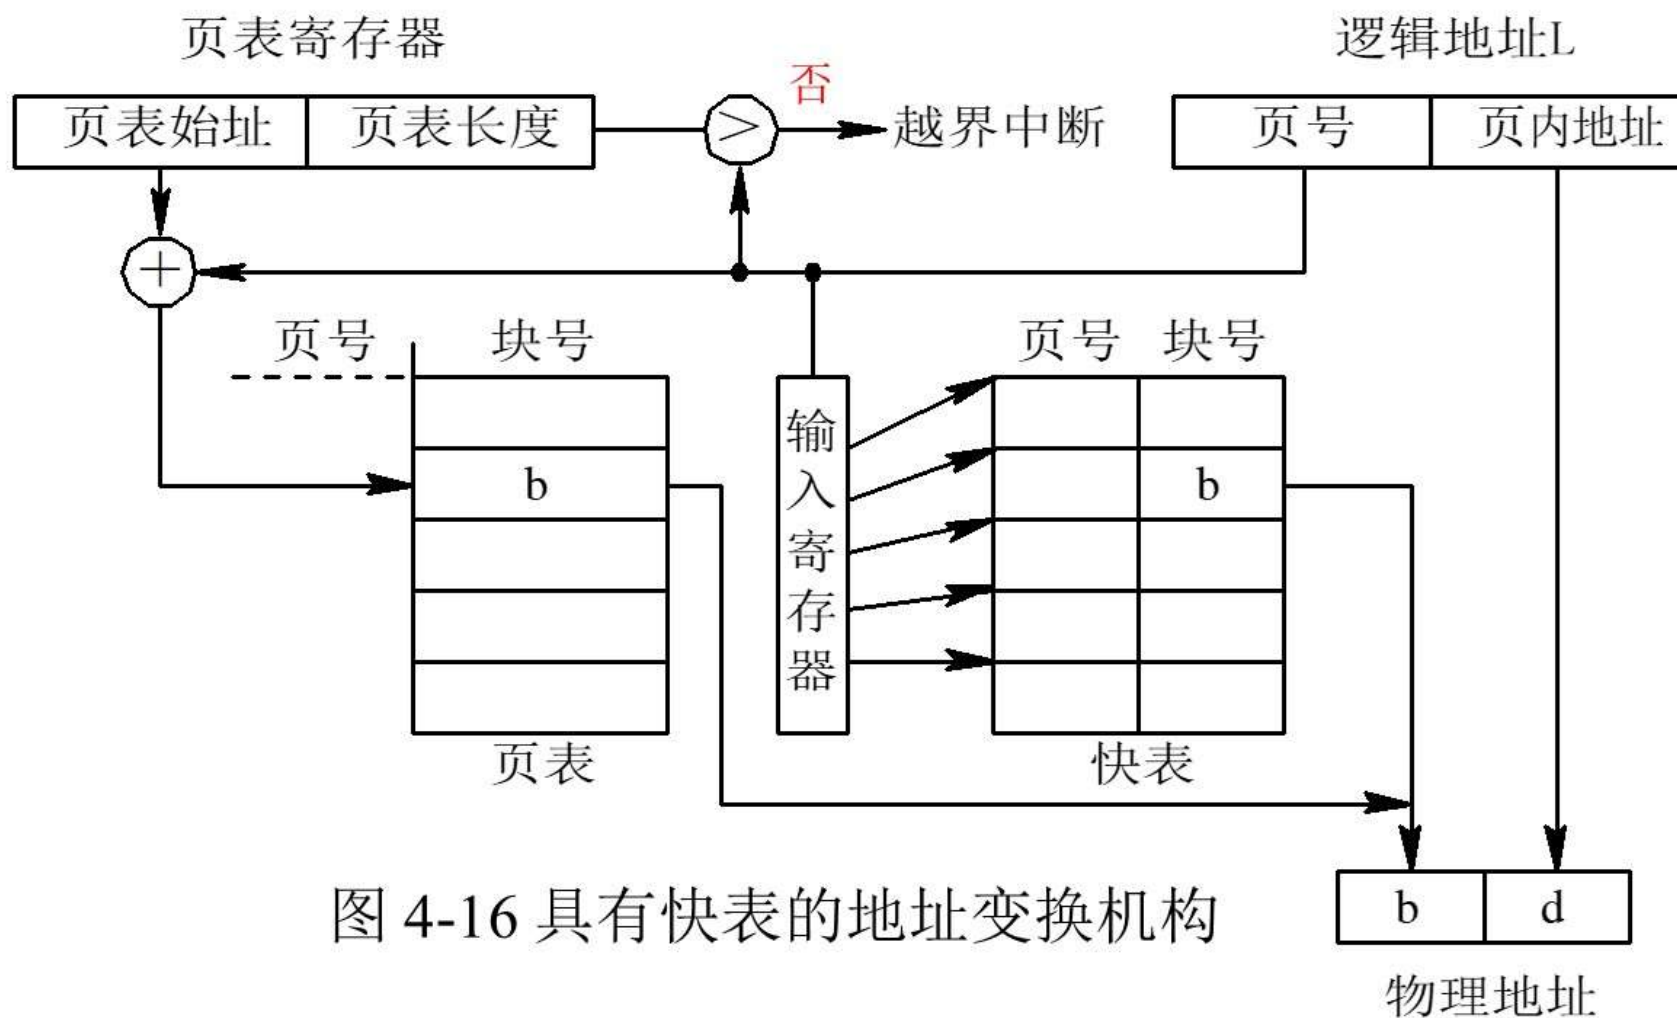 页表寄存器
逻辑地址L
否
页表始址 页表长度 > 越界中断 页号 页内地址
+
页号 块号 页号 块号
b
输入寄存器
b
页表
快表
b d
图 4-16 具有快表的地址变换机构
物理地址